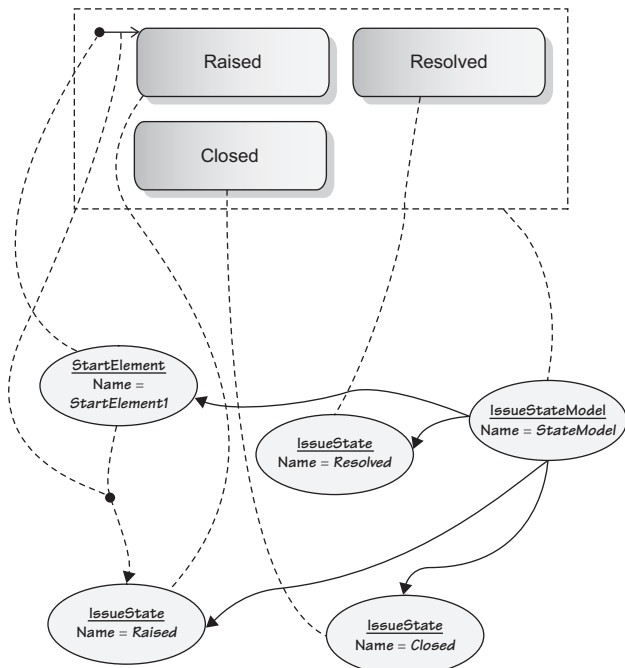 Raised
Resolved
Closed
StartElement
Name =
StartElement1
IssueState
Name = Resolved
IssueStateModel
Name = StateModel
IssueState
Name = Raised
IssueState
Name = Closed